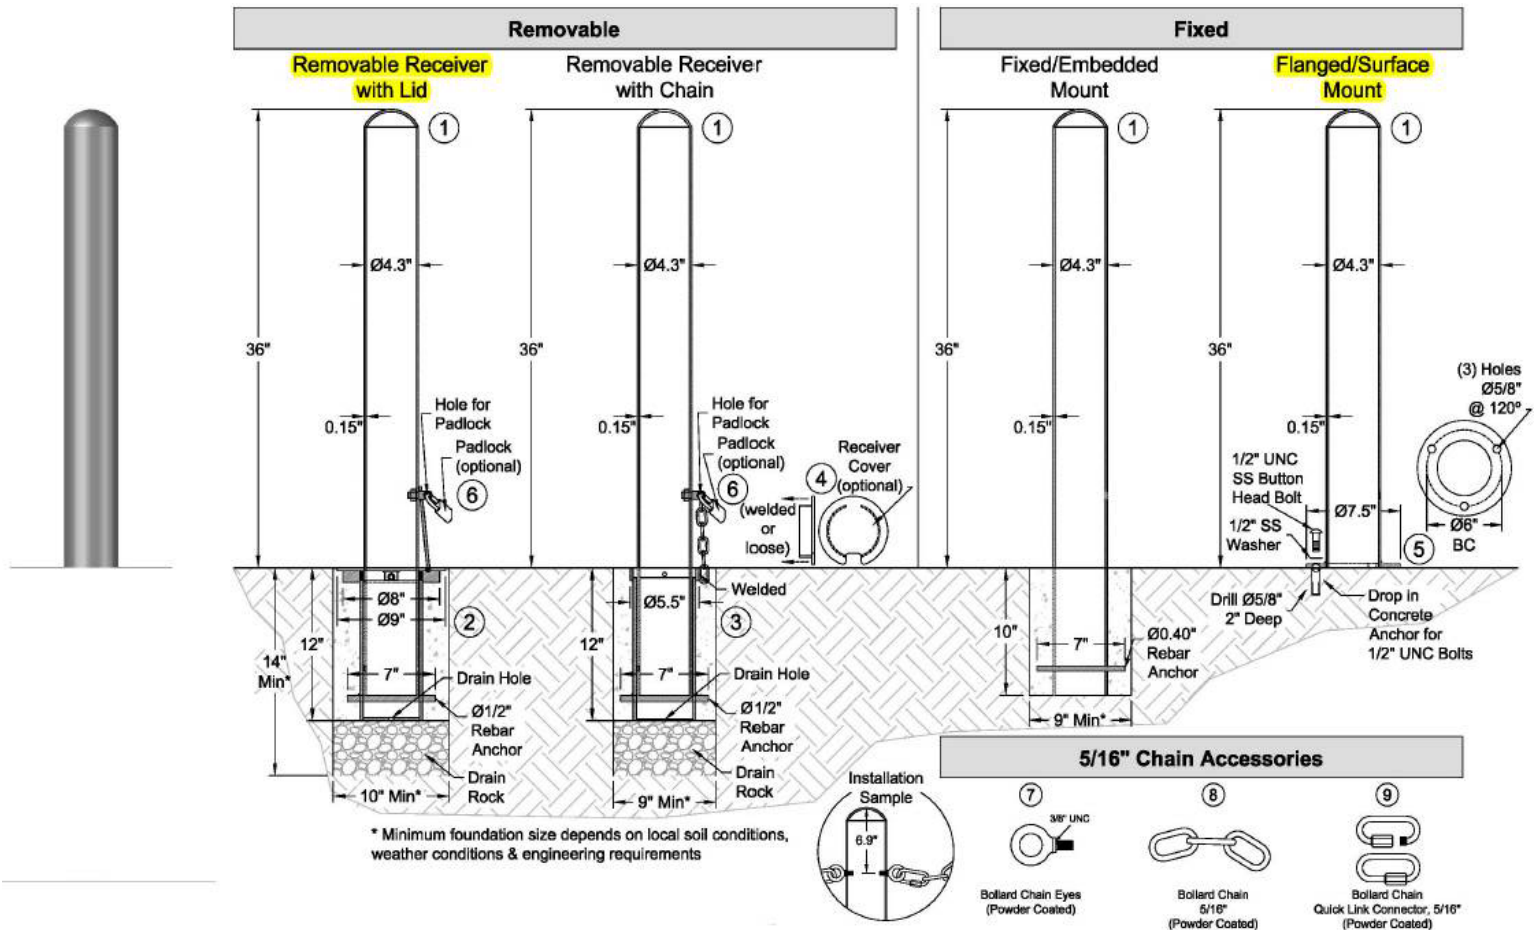 Removable
Removable Receiver
with Lid
Removable Receiver
with Chain
1
1
Ø4.3"
Ø4.3"
36"
36"
0.15"
0.15"
Hole for
Padlock
Padlock
(optional)
6
Hole for
Padlock
Padlock
(optional)
6
4
Receiver
Cover
(optional)
(welded
or
loose)
Welded
Ø8"
Ø9"
2
Ø5.5"
3
12"
12"
14"
Min*
7"
7"
Drain Hole
Drain Hole
Ø1/2"
Rebar
Anchor
Ø1/2"
Rebar
Anchor
Drain
Rock
Drain
Rock
10" Min*
9" Min*
* Minimum foundation size depends on local soil conditions,
weather conditions & engineering requirements
Fixed
Fixed/Embedded
Mount
Flanged/Surface
Mount
1
1
Ø4.3"
Ø4.3"
36"
36"
0.15"
0.15"
(3) Holes
Ø5/8"
@ 120°
1/2" UNC
SS Button
Head Bolt
1/2" SS
Washer
Ø7.5"
Ø6"
BC
5
10"
7"
Ø0.40"
Rebar
Anchor
9" Min*
Drill Ø5/8"
2" Deep
Drop in
Concrete
Anchor for
1/2" UNC Bolts
Installation
Sample
6.9"
5/16" Chain Accessories
7
3/8" UNC
Bollard Chain Eyes
(Powder Coated)
8
Bollard Chain
5/16"
(Powder Coated)
9
Bollard Chain
Quick Link Connector, 5/16"
(Powder Coated)